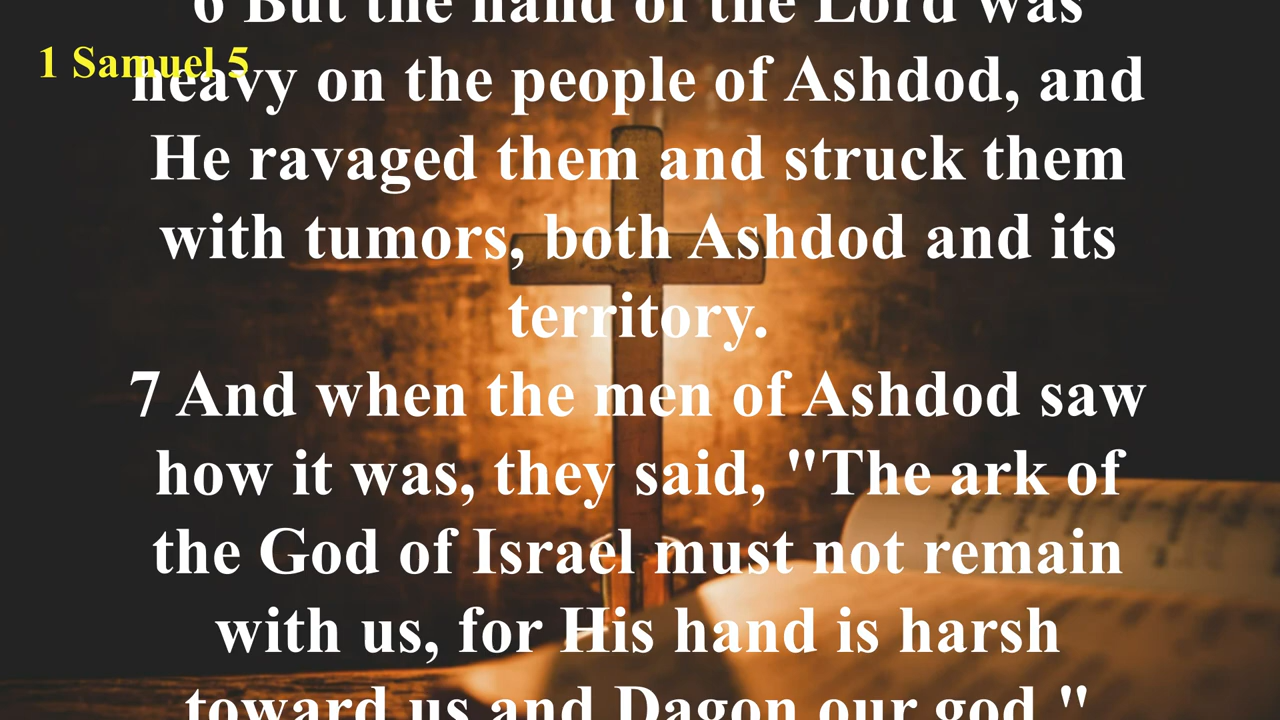 6 But the hand of the Lord was
1 Samuel 5
heavy on the people of Ashdod, and
He ravaged them and struck them
with tumors, both Ashdod and its
territory.
7 And when the men of Ashdod saw
how it was, they said, "The ark of
the God of Israel must not remain
with us, for His hand is harsh
toward us and Dagon our god."